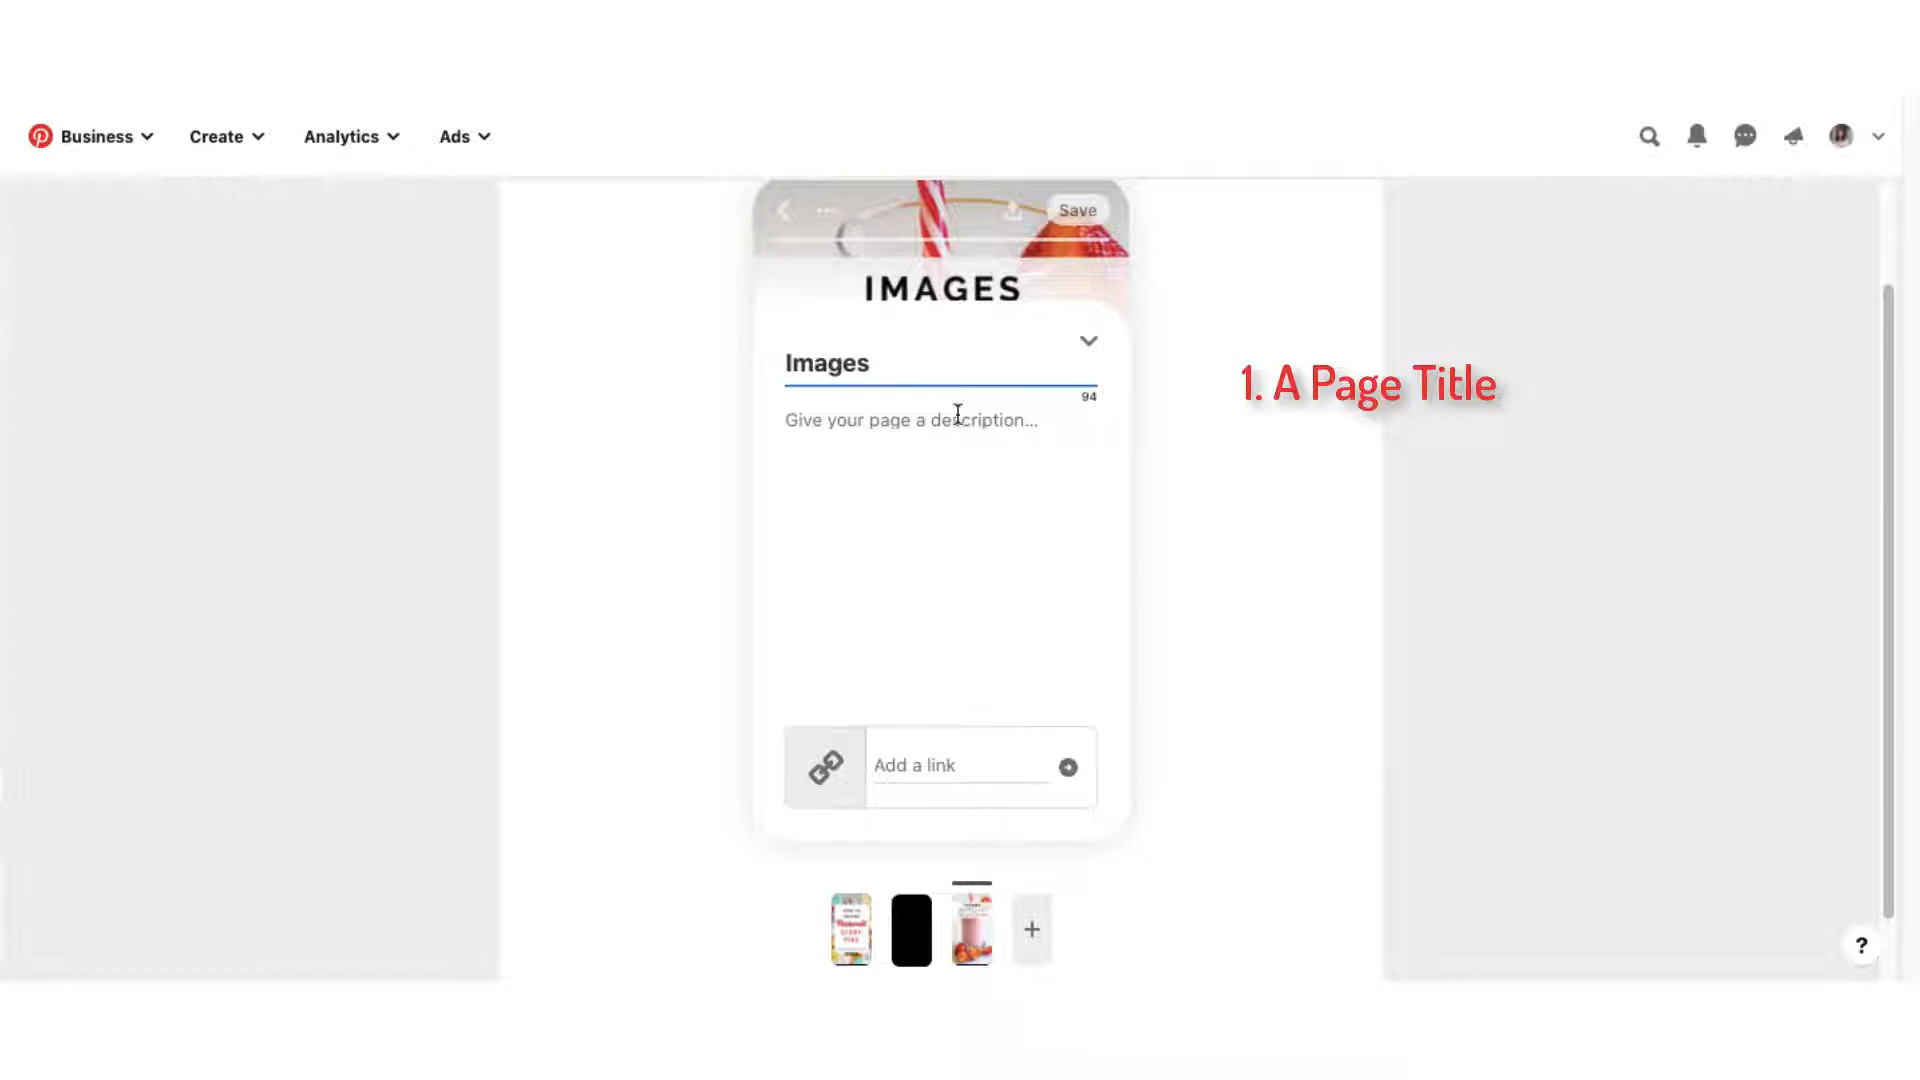 Business
Create
Analytics
Ads
Save
IMAGES
Images
1. A Page Title
94
Give your page a description...
Add a link
+
?